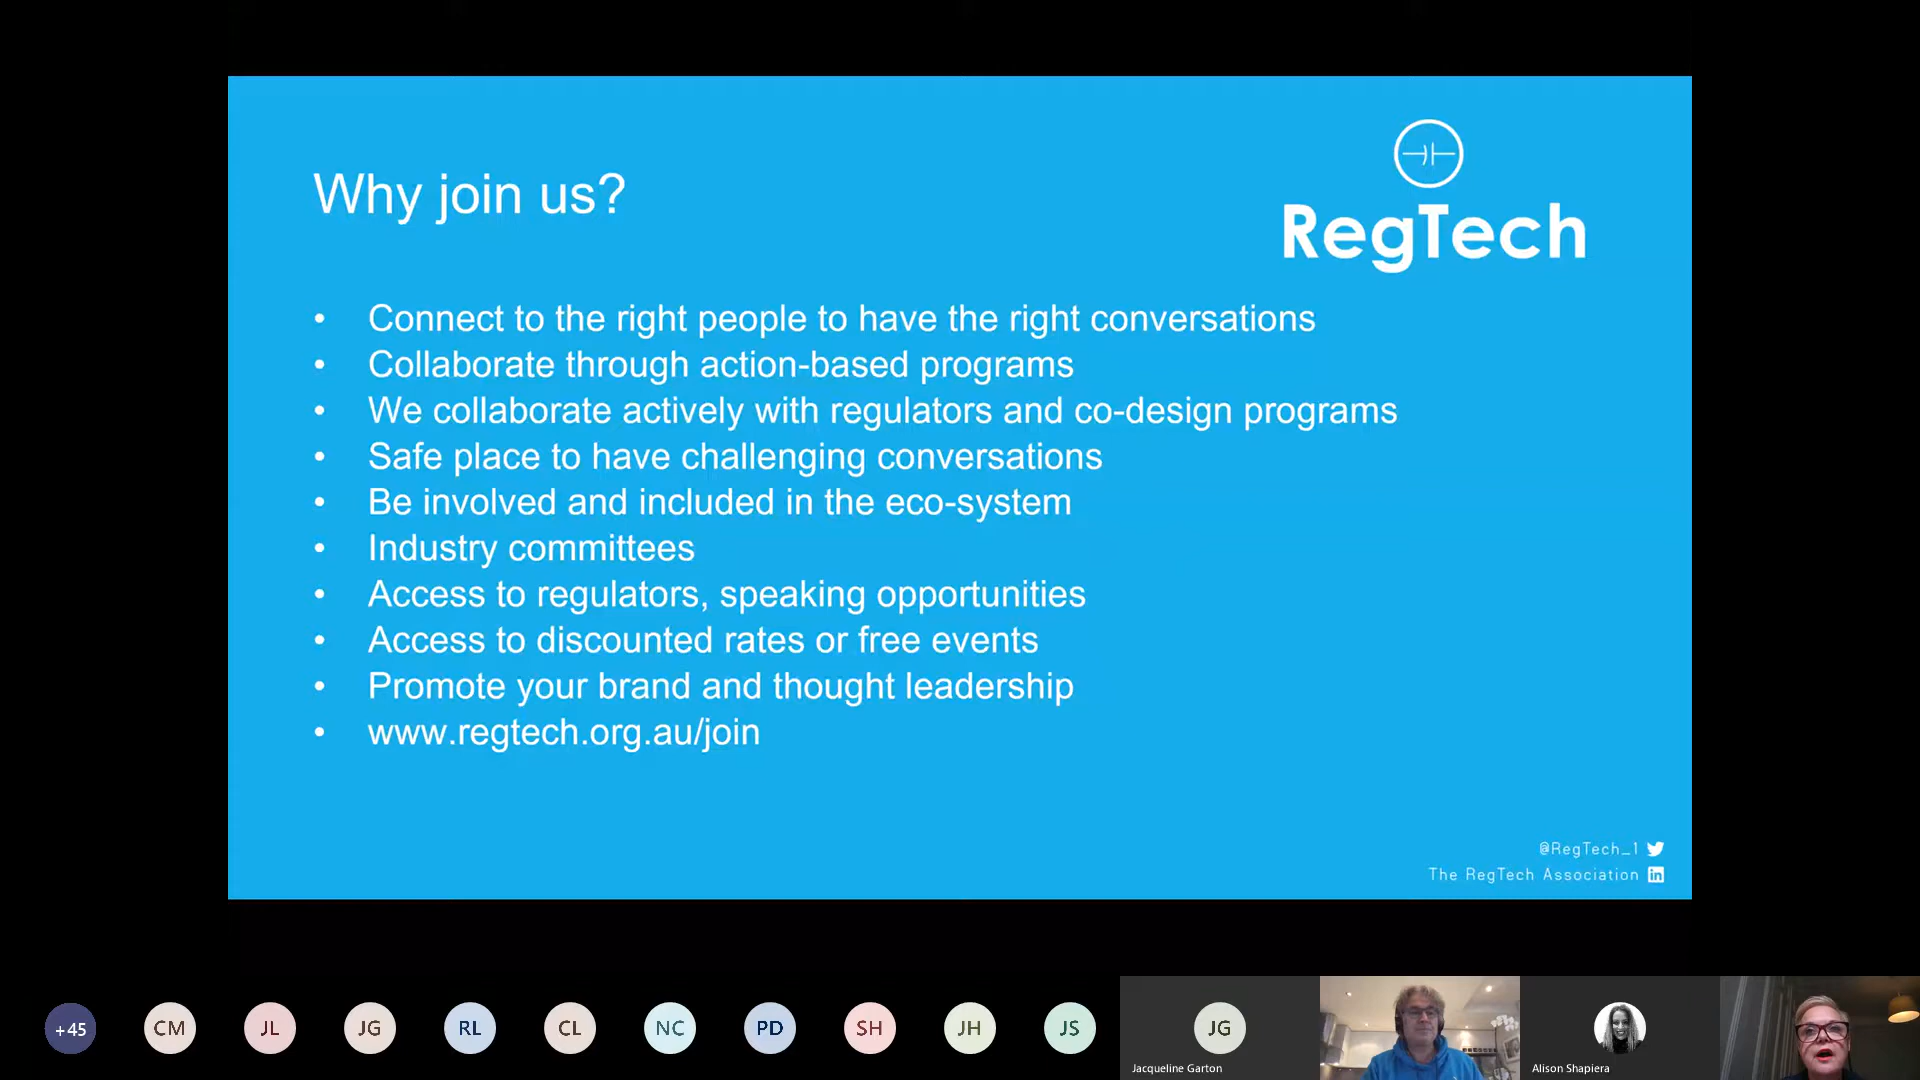 Why join us?
RegTech
• Connect to the right people to have the right conversations
• Collaborate through action-based programs
• We collaborate actively with regulators and co-design programs
• Safe place to have challenging conversations
• Be involved and included in the eco-system
• Industry committees
• Access to regulators, speaking opportunities
• Access to discounted rates or free events
• Promote your brand and thought leadership
• www.regtech.org.au/join
@RegTech_1
The RegTech Association
in
+45
CM
JL
JG
RL
CL
NC
PD
SH
JH
JS
JG
Jacqueline Garton
Alison Shapiera